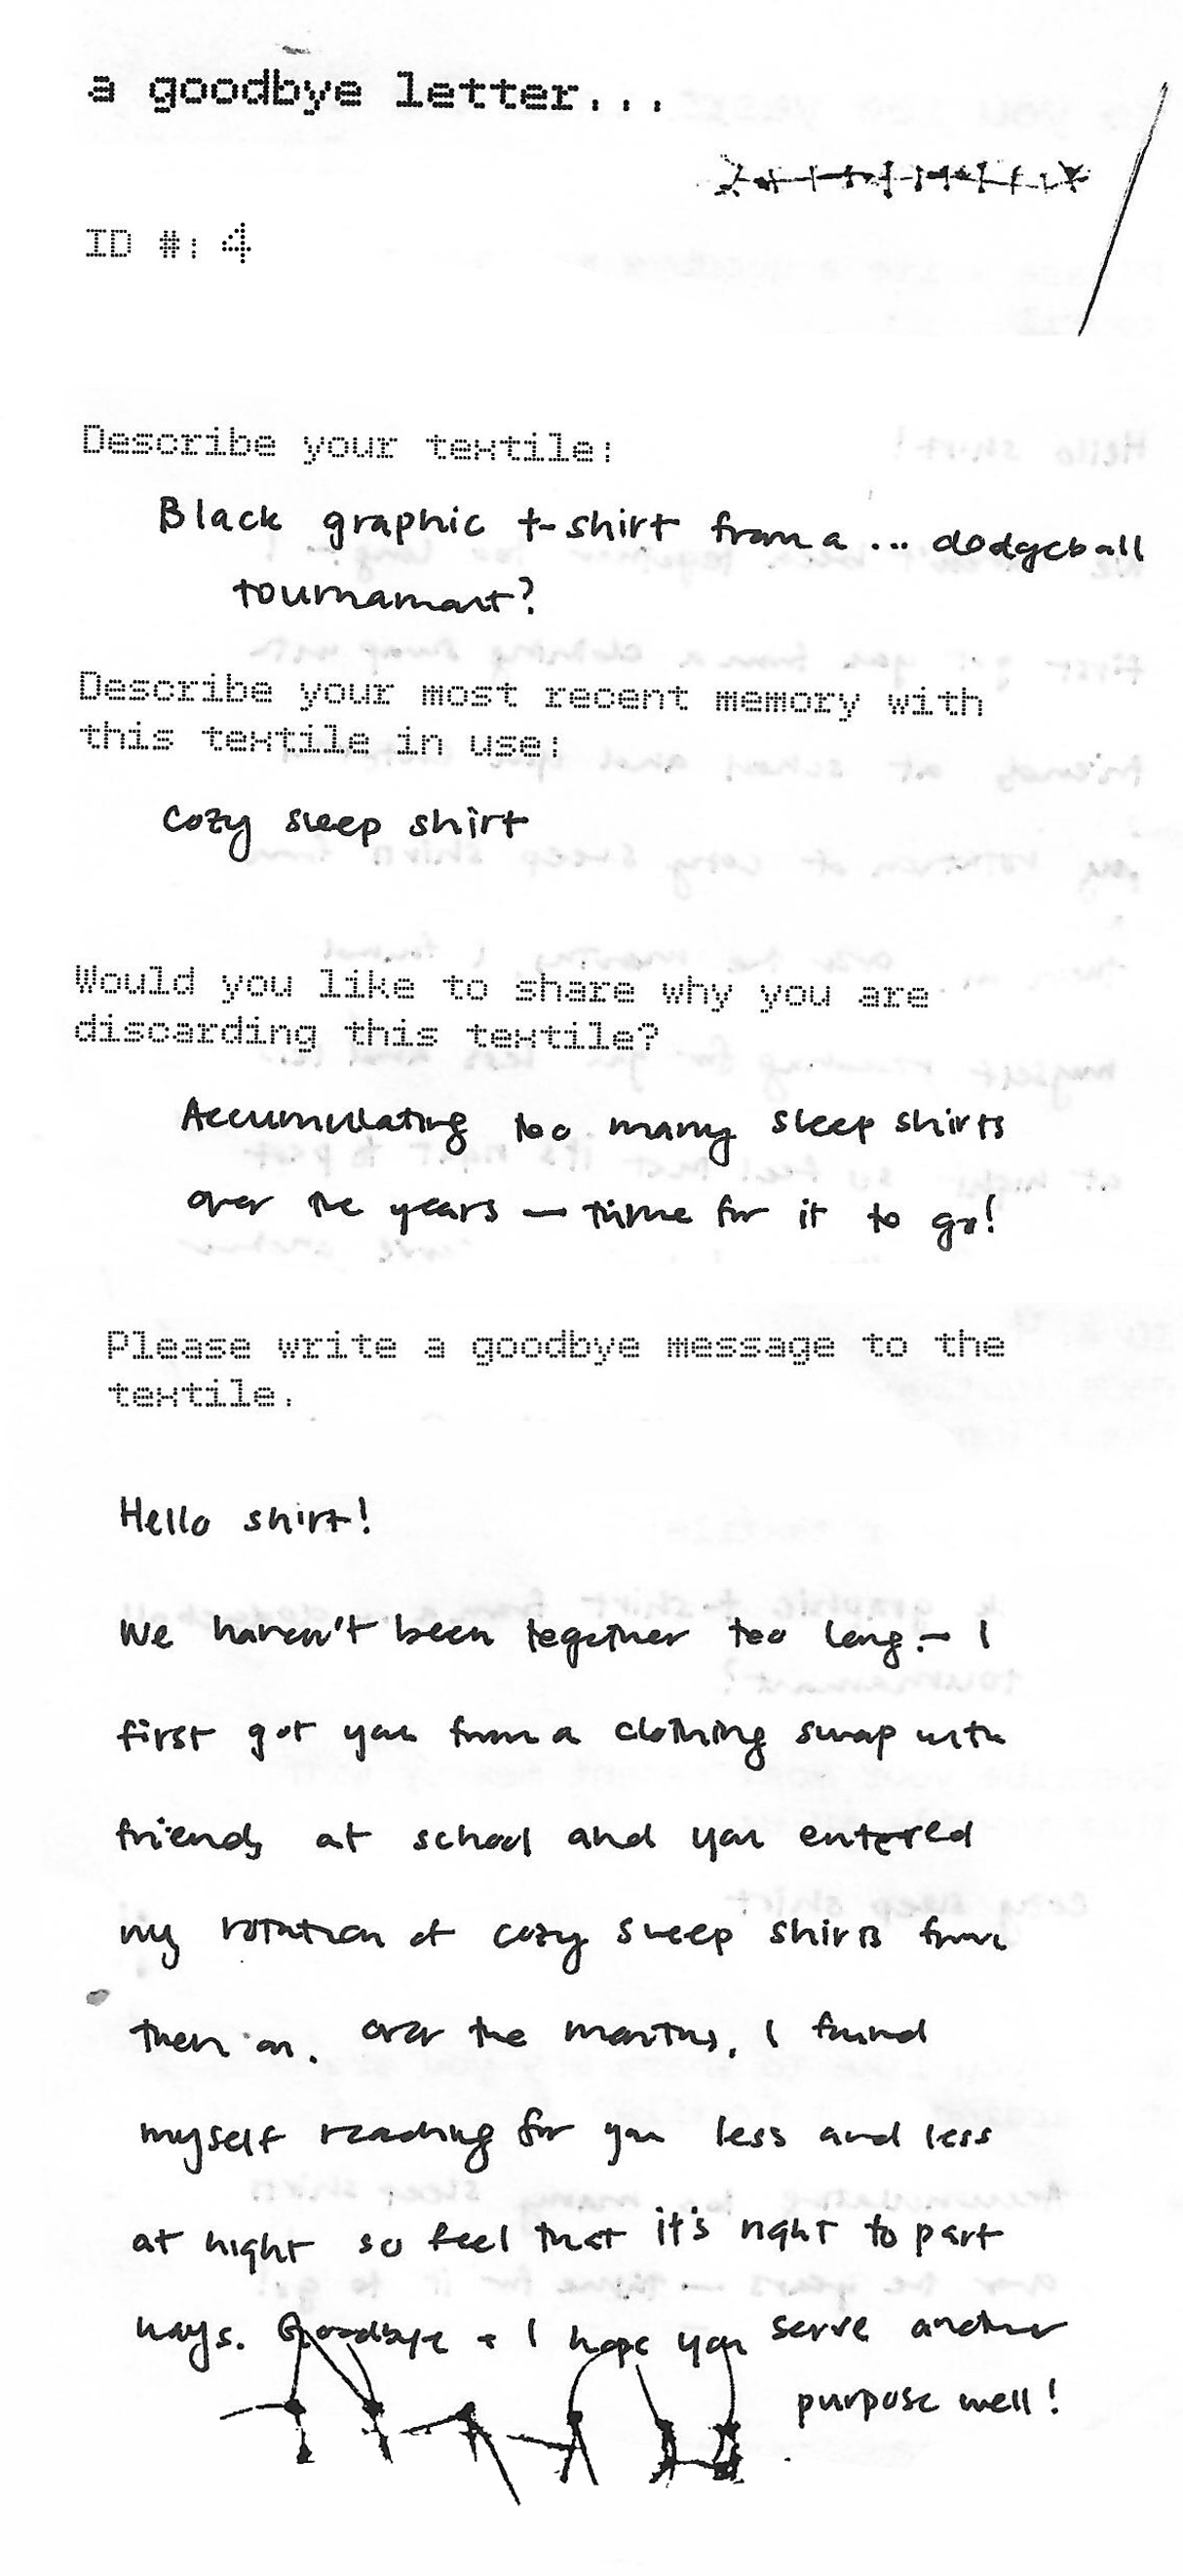 a goodbye letter...
ID #: 4
Describe your textile:
Black graphic t-shirt from a ... dodgeball
tournamant?
Describe your most recent memory with
this textile in use:
cozy sleep shirt
Would you like to share why you are
discarding this textile?
Accumulating too many sleep shirts
over the years — time for it to go!
Please write a goodbye message to the
textile.
Hello shirt!
We haven't been together too long — I
first got you from a clothing swap with
friends at school and you entered
my rotation of cozy sleep shirts from
then on. Over the months, I found
myself reaching for you less and less
at night so feel that it's right to part
ways. Goodbye + I hope you serve another
purpose well!